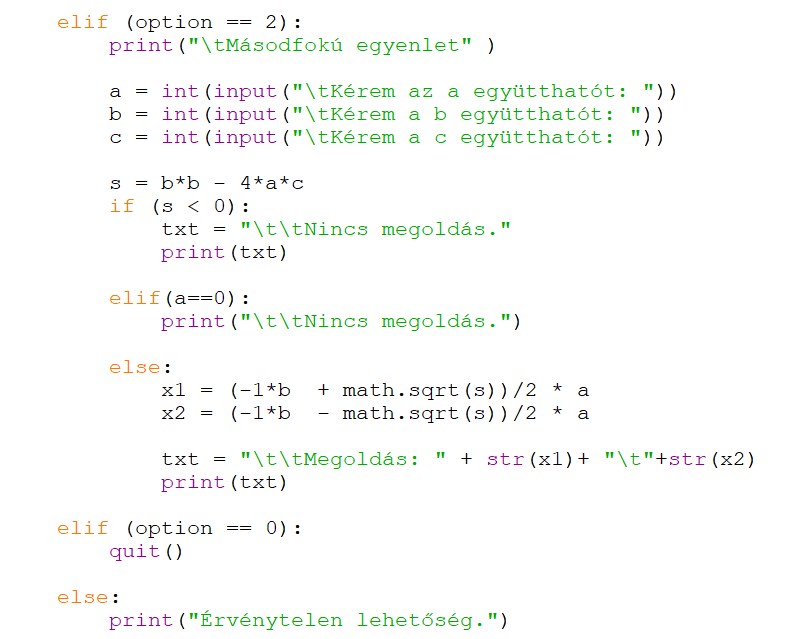 elif (option == 2):
print("\tMásodfokú egyenlet" )
a = int(input("\tKérem az a együtthatót: "))
b = int(input("\tKérem a b együtthatót: "))
c = int(input("\tKérem a c együtthatót: "))
s = b*b - 4*a*c
if (s < 0):
txt = "\t\tNincs megoldás."
print(txt)
elif(a==0):
print("\t\tNincs megoldás.")
else:
x1 = (-1*b  + math.sqrt(s))/2 * a
x2 = (-1*b  - math.sqrt(s))/2 * a
txt = "\t\tMegoldás: " + str(x1)+ "\t"+str(x2)
print(txt)
elif (option == 0):
quit()
else:
print("Érvénytelen lehetőség.")